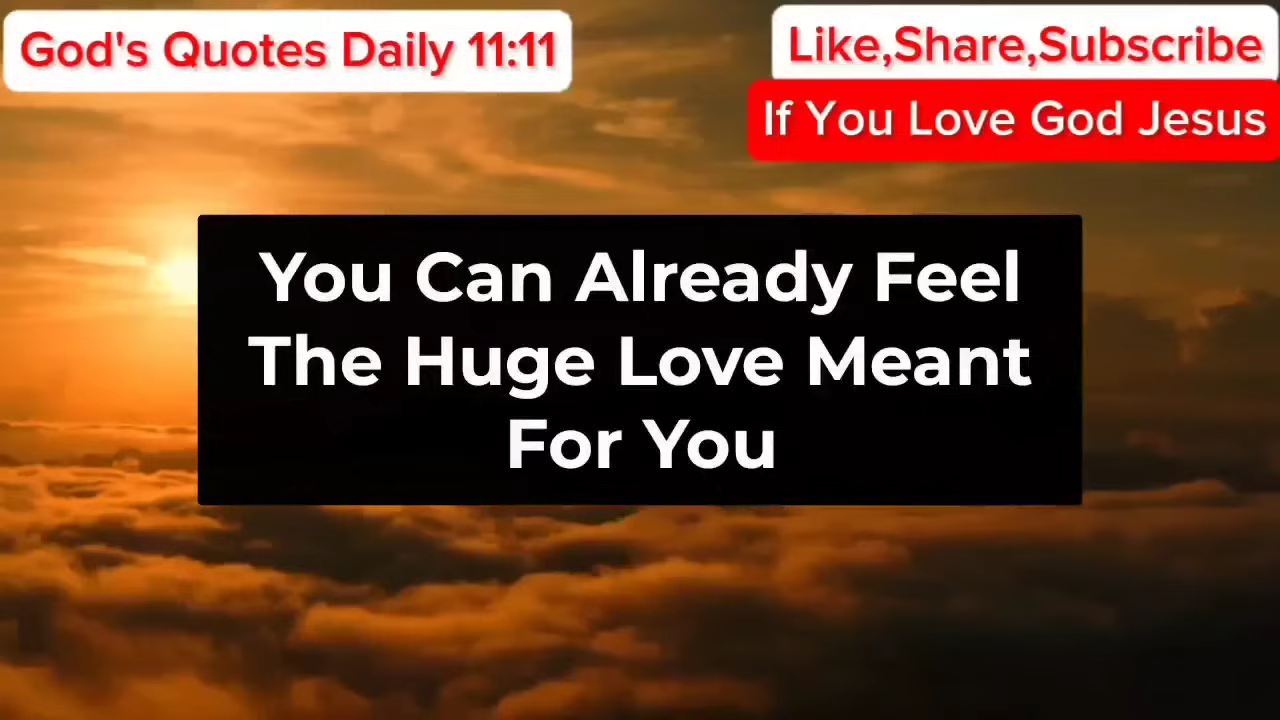 God's Quotes Daily 11:11
Like,Share,Subscribe
If You Love God Jesus
You Can Already Feel
The Huge Love Meant
For You